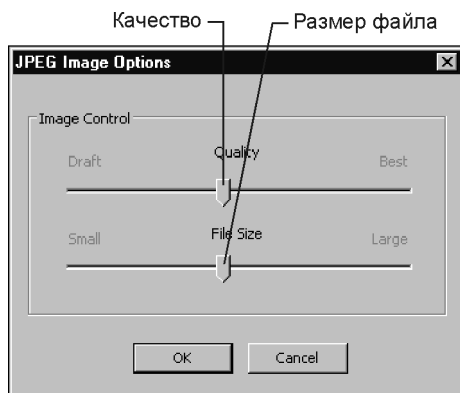 Качество
Размер файла
JPEG Image Options
Image Control
Quality
Draft
Best
File Size
Small
Large
OK
Cancel